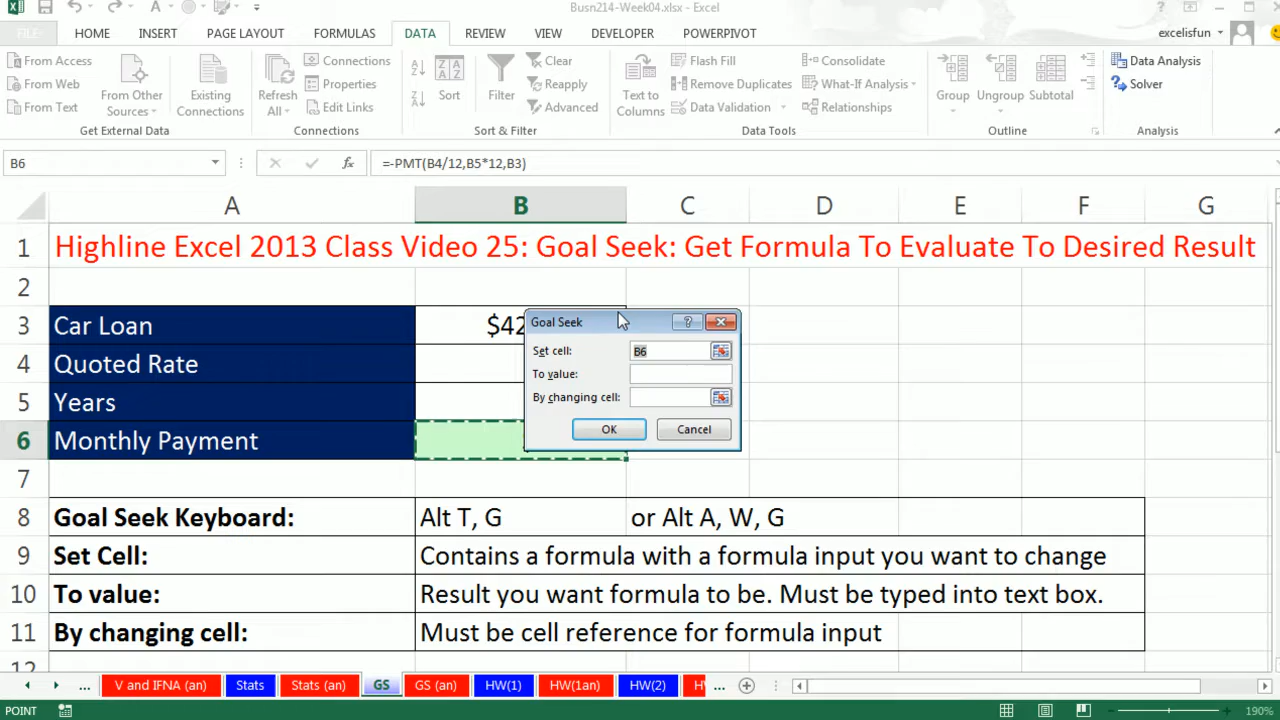 Busn214-Week04.xlsx - Excel
FILE HOME INSERT PAGE LAYOUT FORMULAS DATA REVIEW VIEW DEVELOPER POWERPIVOT excelisfun
From Access
From Web
From Text
From Other Sources
Existing Connections
Get External Data
Refresh All
Connections
Properties
Edit Links
Connections
Sort
Filter
Clear
Reapply
Advanced
Sort & Filter
Text to Columns
Flash Fill
Remove Duplicates
Data Validation
Consolidate
What-If Analysis
Relationships
Data Tools
Group
Ungroup
Subtotal
Outline
Data Analysis
Solver
Analysis
B6 fx =-PMT(B4/12,B5*12,B3)
A B C D E F G
1 Highline Excel 2013 Class Video 25: Goal Seek: Get Formula To Evaluate To Desired Result
2
3 Car Loan $42
4 Quoted Rate
5 Years
6 Monthly Payment
7
Goal Seek
Set cell: B6
To value:
By changing cell:
OK Cancel
8 Goal Seek Keyboard: Alt T, G or Alt A, W, G
9 Set Cell: Contains a formula with a formula input you want to change
10 To value: Result you want formula to be. Must be typed into text box.
11 By changing cell: Must be cell reference for formula input
12
... V and IFNA (an) Stats Stats (an) GS GS (an) HW(1) HW(1an) HW(2) ...
POINT 190%